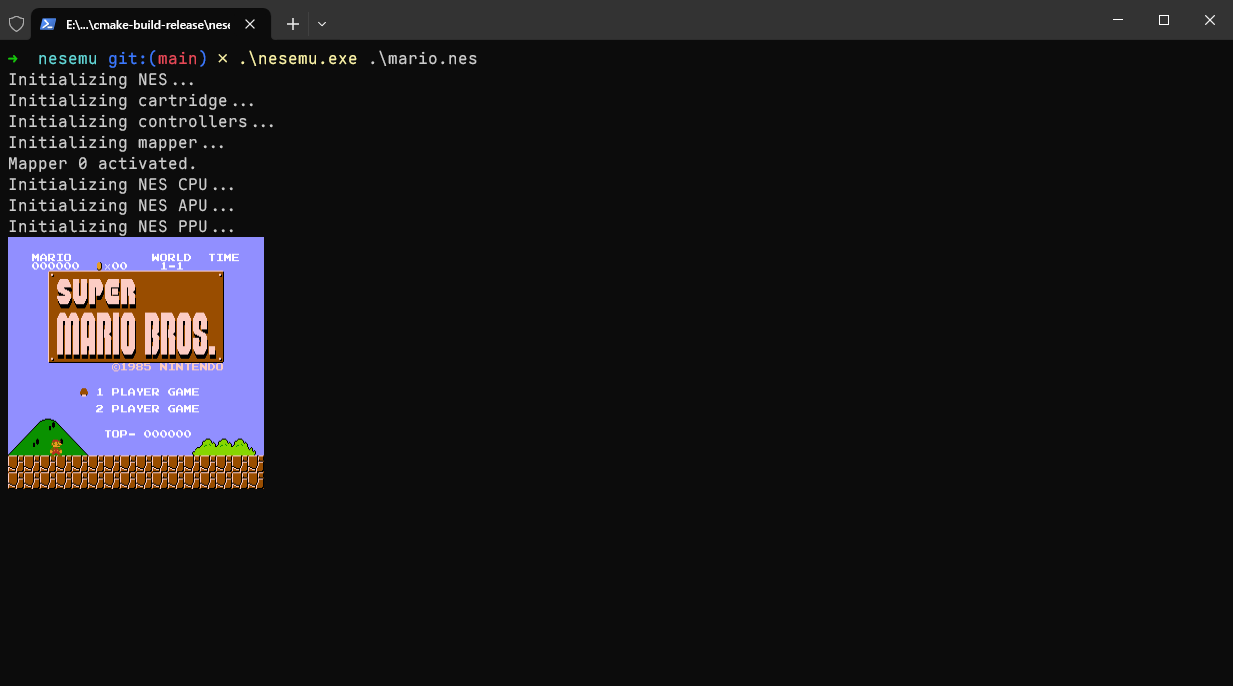 E:\...\cmake-build-release\nese
→ nesemu git:(main) × .\nesemu.exe .\mario.nes
Initializing NES...
Initializing cartridge...
Initializing controllers...
Initializing mapper...
Mapper 0 activated.
Initializing NES CPU...
Initializing NES APU...
Initializing NES PPU...
MARIO WORLD TIME
000000 ×00 1-1
SUPER
MARIO BROS.
©1985 NINTENDO
1 PLAYER GAME
2 PLAYER GAME
TOP- 000000